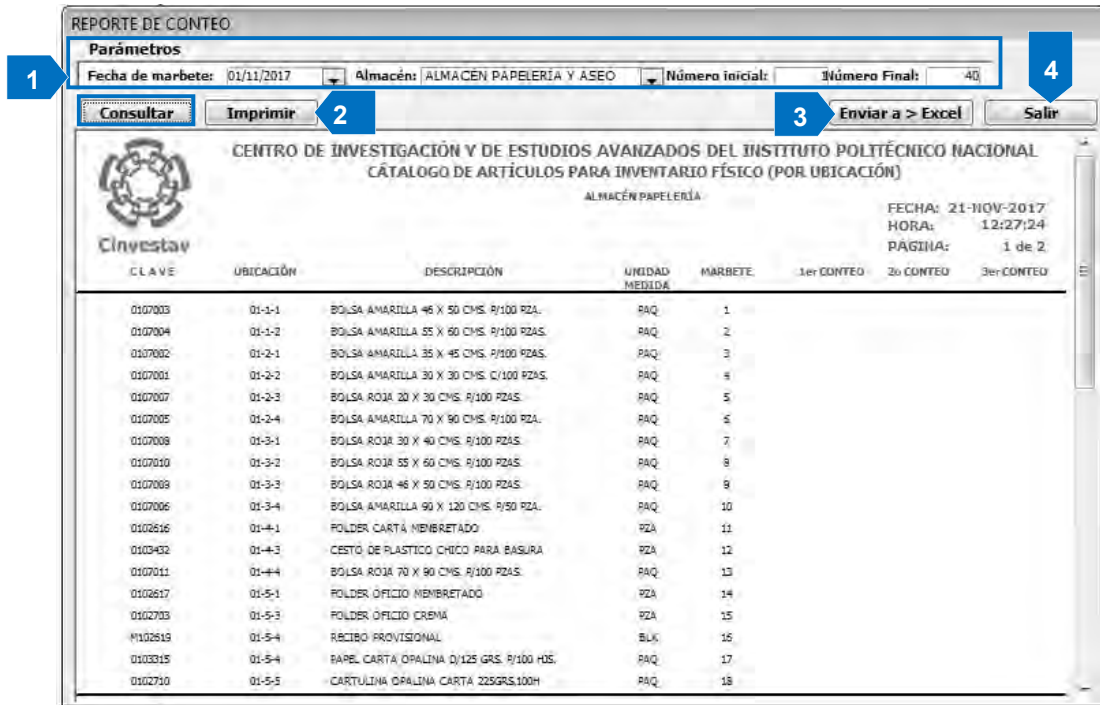 REPORTE DE CONTEO
Parámetros
1
Fecha de marbete: 01/11/2017 Almacén: ALMACÉN PAPELERÍA Y ASEO Número inicial: Número Final: 40
4
Consultar Imprimir 2 3 Enviar a > Excel Salir
CENTRO DE INVESTIGACIÓN Y DE ESTUDIOS AVANZADOS DEL INSTITUTO POLITÉCNICO NACIONAL
CÁTALOGO DE ARTÍCULOS PARA INVENTARIO FÍSICO (POR UBICACIÓN)
ALMACÉN PAPELERÍA
FECHA: 21-NOV-2017
HORA: 12:27:24
Cinvestav
PÁGINA: 1 de 2
CLAVE UBICACIÓN DESCRIPCIÓN UNIDAD MEDIDA MARBETE 1er CONTEO 2o CONTEO 3er CONTEO
0107003 01-1-1 BOLSA AMARILLA 46 X 50 CMS. P/100 PZA. PAQ 1
0107004 01-1-2 BOLSA AMARILLA 55 X 60 CMS. P/100 PZAS. PAQ 2
0107002 01-2-1 BOLSA AMARILLA 35 X 45 CMS. P/100 PZAS. PAQ 3
0107001 01-2-2 BOLSA AMARILLA 30 X 30 CMS. C/100 PZAS. PAQ 4
0107007 01-2-3 BOLSA ROJA 20 X 30 CMS. P/100 PZAS. PAQ 5
0107005 01-2-4 BOLSA AMARILLA 70 X 90 CMS. P/100 PZA. PAQ 6
0107008 01-3-1 BOLSA ROJA 30 X 40 CMS. P/100 PZAS. PAQ 7
0107010 01-3-2 BOLSA ROJA 55 X 60 CMS. P/100 PZAS. PAQ 8
0107009 01-3-3 BOLSA ROJA 46 X 50 CMS. P/100 PZAS. PAQ 9
0107006 01-3-4 BOLSA AMARILLA 90 X 120 CMS. P/50 PZA. PAQ 10
0102616 01-4-1 FOLDER CARTA MEMBRETADO PZA 11
0103432 01-4-3 CESTO DE PLASTICO CHICO PARA BASURA PZA 12
0107011 01-4-4 BOLSA ROJA 70 X 90 CMS. P/100 PZAS. PAQ 13
0102617 01-5-1 FOLDER OFICIO MEMBRETADO PZA 14
0102703 01-5-3 FOLDER OFICIO CREMA PZA 15
M102619 01-5-4 RECIBO PROVISIONAL BLK 16
0103315 01-5-4 PAPEL CARTA OPALINA D/125 GRS. P/100 HJS. PAQ 17
0102710 01-5-5 CARTULINA OPALINA CARTA 225GRS,100H PAQ 18